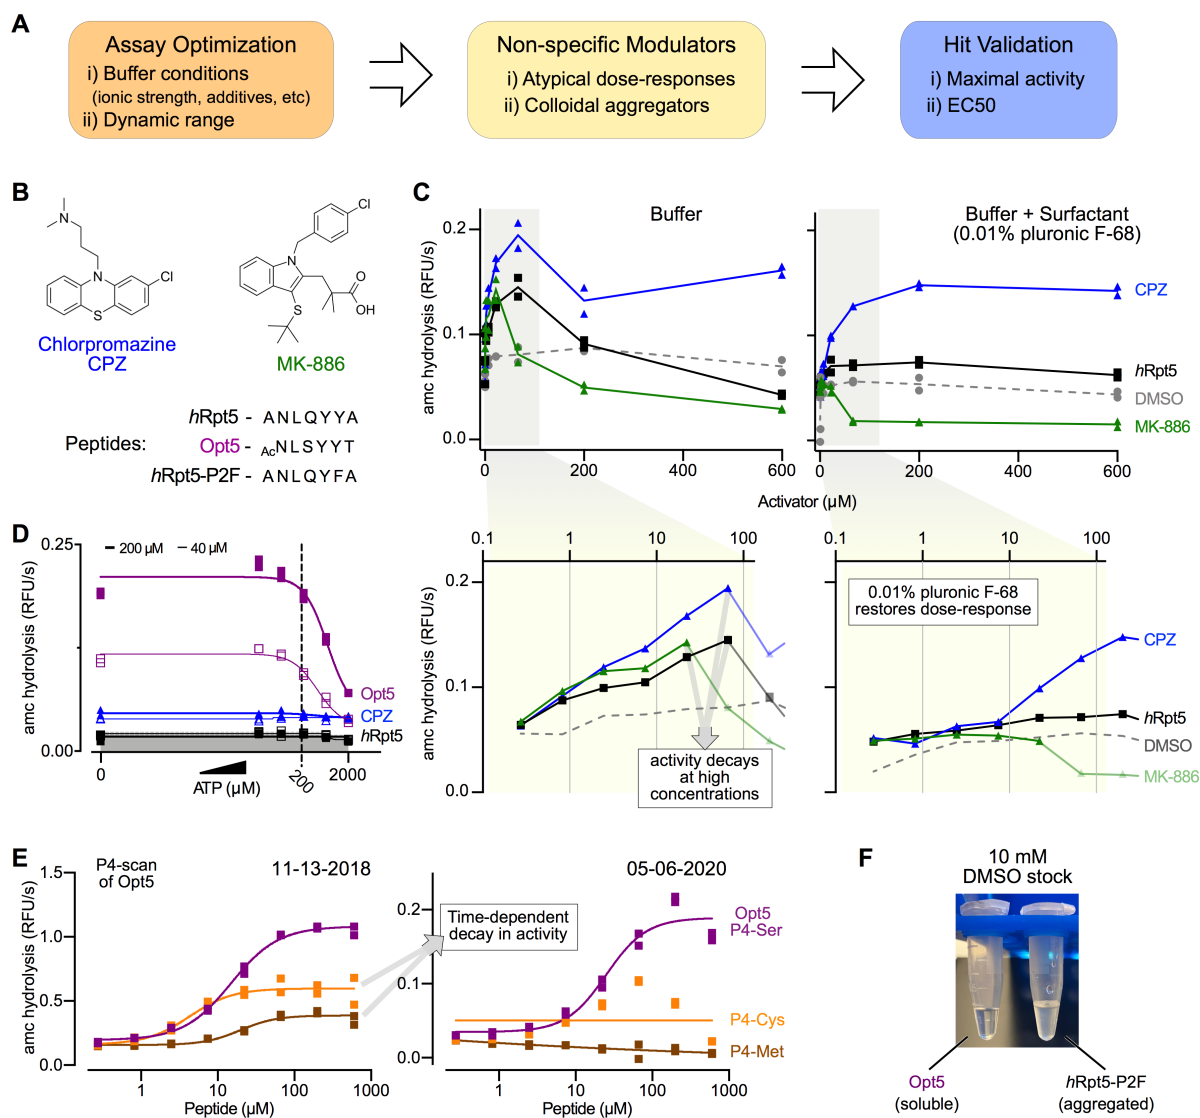 A
Assay Optimization
i) Buffer conditions
(ionic strength, additives, etc)
ii) Dynamic range
Non-specific Modulators
i) Atypical dose-responses
ii) Colloidal aggregators
Hit Validation
i) Maximal activity
ii) EC50
B
N
N
Cl
S
Chlorpromazine
CPZ
Cl
N
O
OH
S
MK-886
hRpt5 - ANLQYYA
Peptides: Opt5 - AcNLSYYT
hRpt5-P2F - ANLQYFA
C
Buffer
amc hydrolysis (RFU/s)
0.2
0.1
0.0
0 200 400 600
Buffer + Surfactant
(0.01% pluronic F-68)
CPZ
hRpt5
DMSO
MK-886
0 200 400 600
Activator (µM)
0.1 1 10 100
amc hydrolysis (RFU/s)
0.2
0.1
0.0
activity decays
at high
concentrations
0.1 1 10 100
0.01% pluronic F-68
restores dose-response
CPZ
hRpt5
DMSO
MK-886
D
amc hydrolysis (RFU/s)
0.25
0.00
200 µM 40 µM
Opt5
CPZ
hRpt5
0 200 2000
ATP (µM)
E
P4-scan
of Opt5
11-13-2018
amc hydrolysis (RFU/s)
1.5
1.0
0.5
0.0
1 10 100 1000
Peptide (µM)
Time-dependent
decay in activity
05-06-2020
0.2
0.1
0.0
Opt5
P4-Ser
P4-Cys
P4-Met
1 10 100 1000
Peptide (µM)
F
10 mM
DMSO stock
Opt5
(soluble)
hRpt5-P2F
(aggregated)